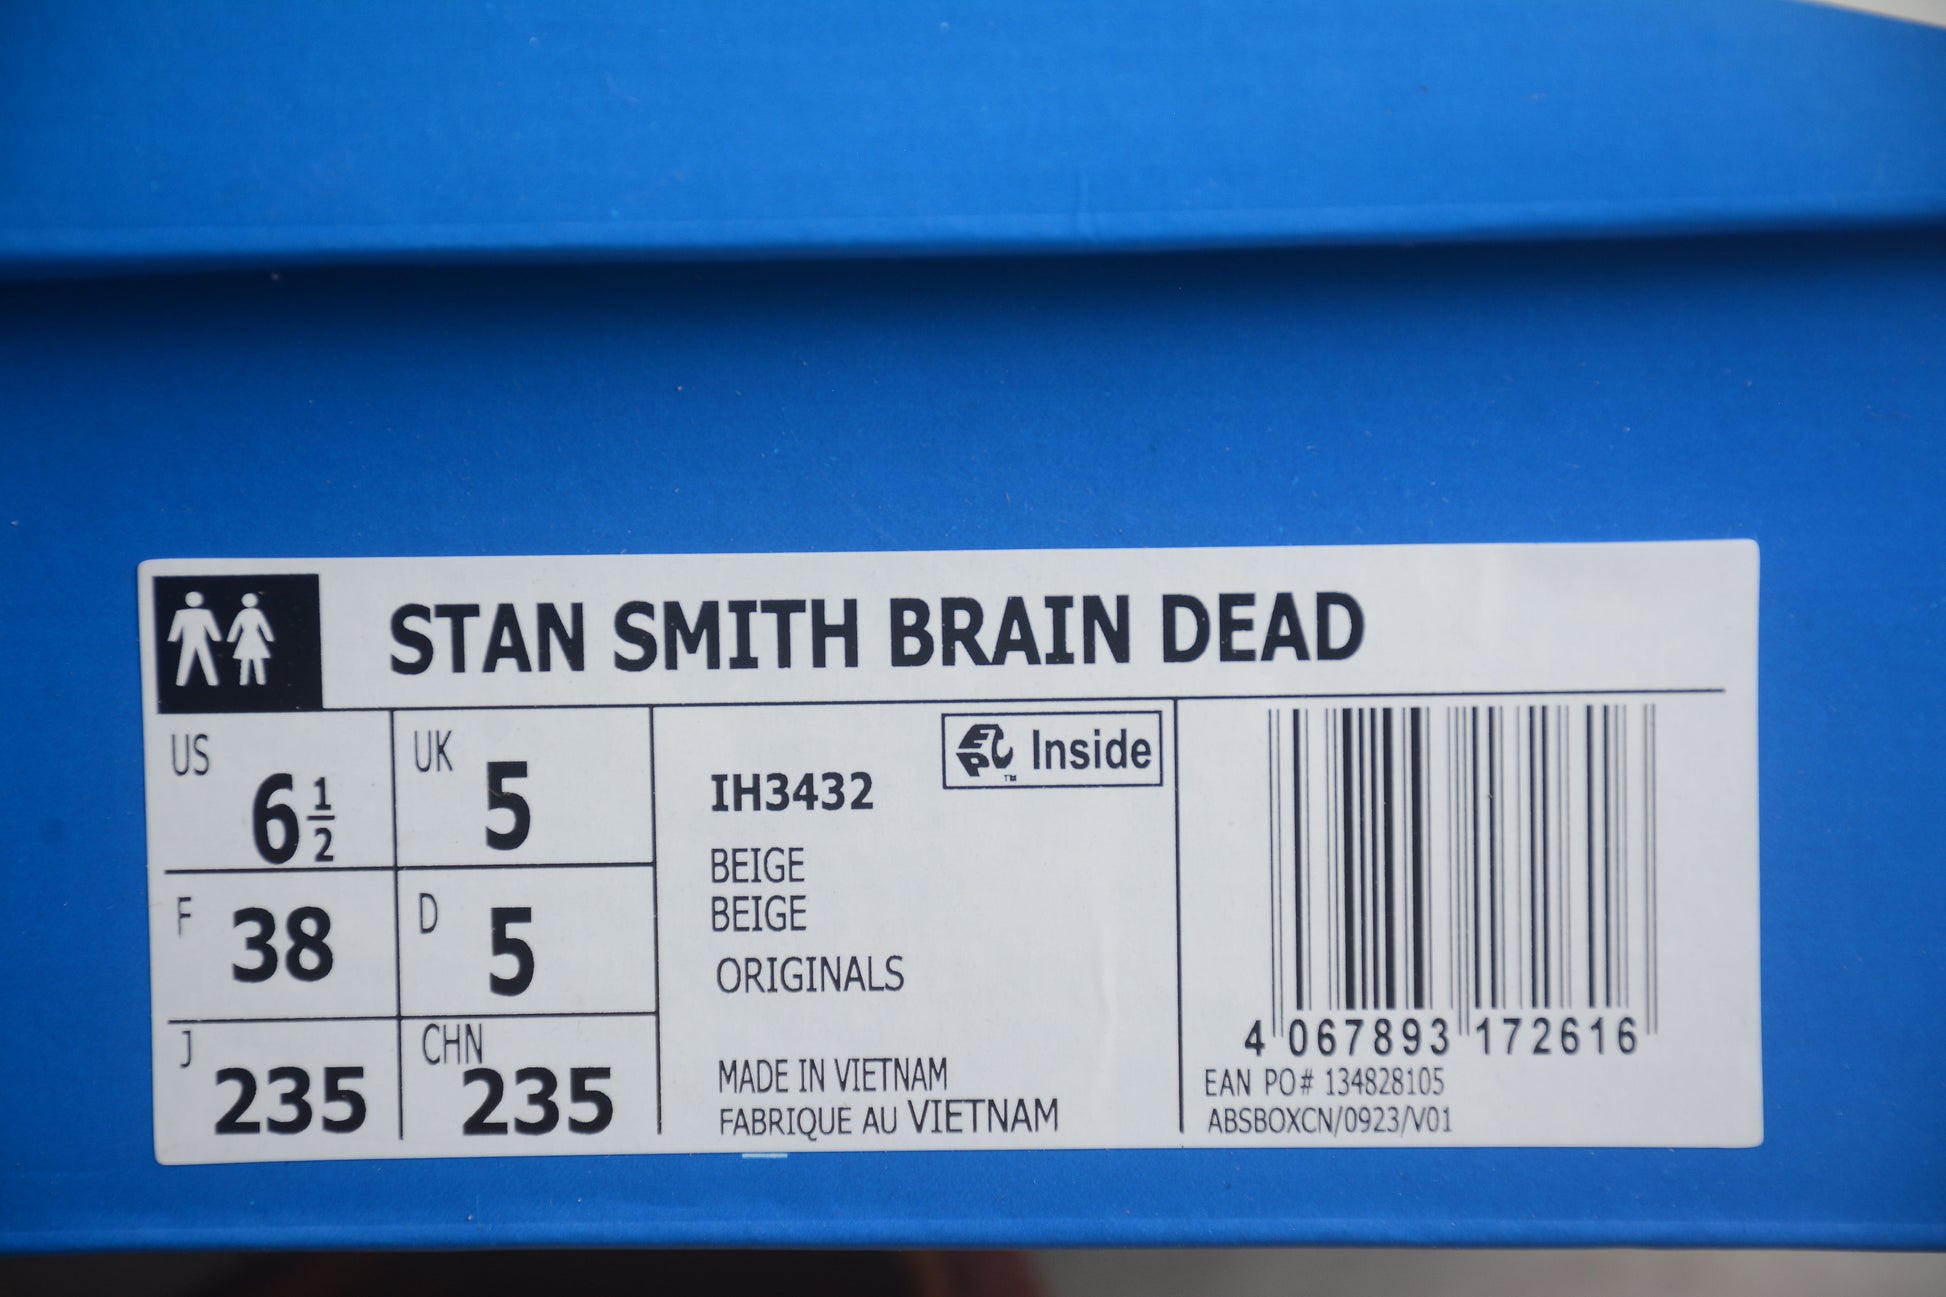 STAN SMITH BRAIN DEAD
US 6 1/2
UK 5
F 38
D 5
J 235
CHN 235
IH3432
Inside
TM
BEIGE
BEIGE
ORIGINALS
MADE IN VIETNAM
FABRIQUE AU VIETNAM
4 067893 172616
EAN PO# 134828105
ABSBOXCN/0923/V01